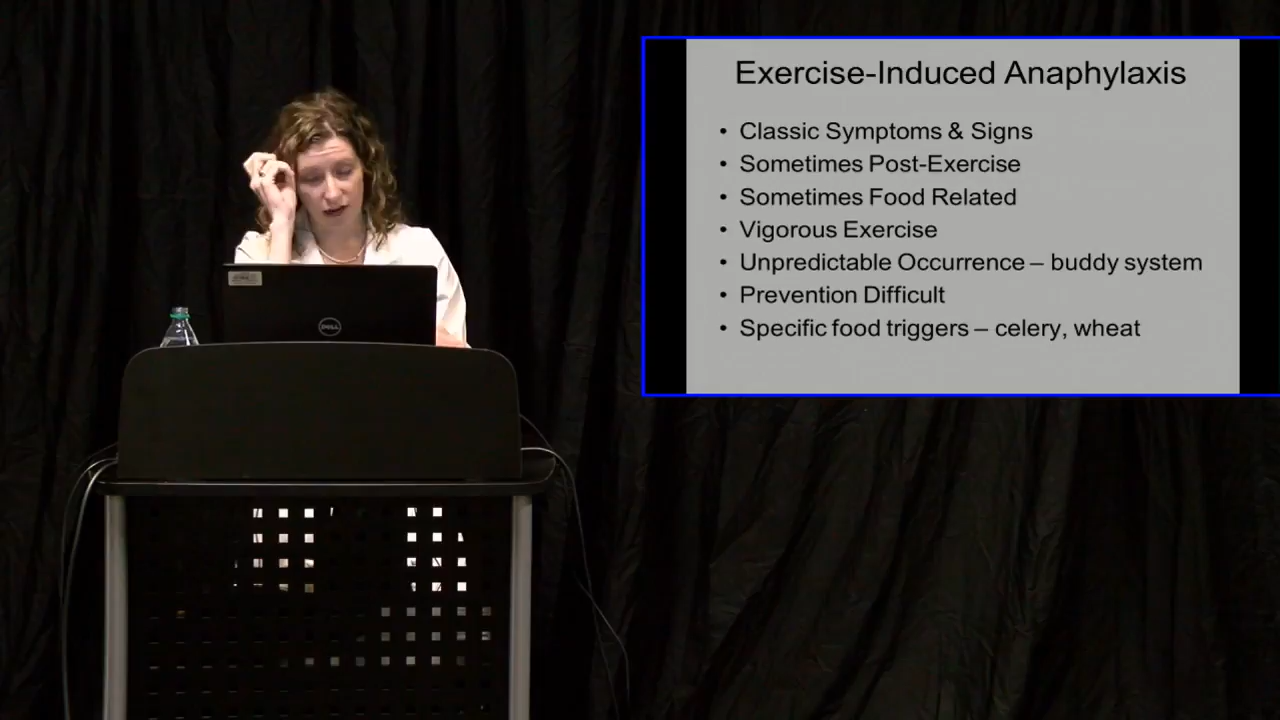 Exercise-Induced Anaphylaxis
• Classic Symptoms & Signs
• Sometimes Post-Exercise
• Sometimes Food Related
• Vigorous Exercise
• Unpredictable Occurrence – buddy system
• Prevention Difficult
• Specific food triggers – celery, wheat
DELL